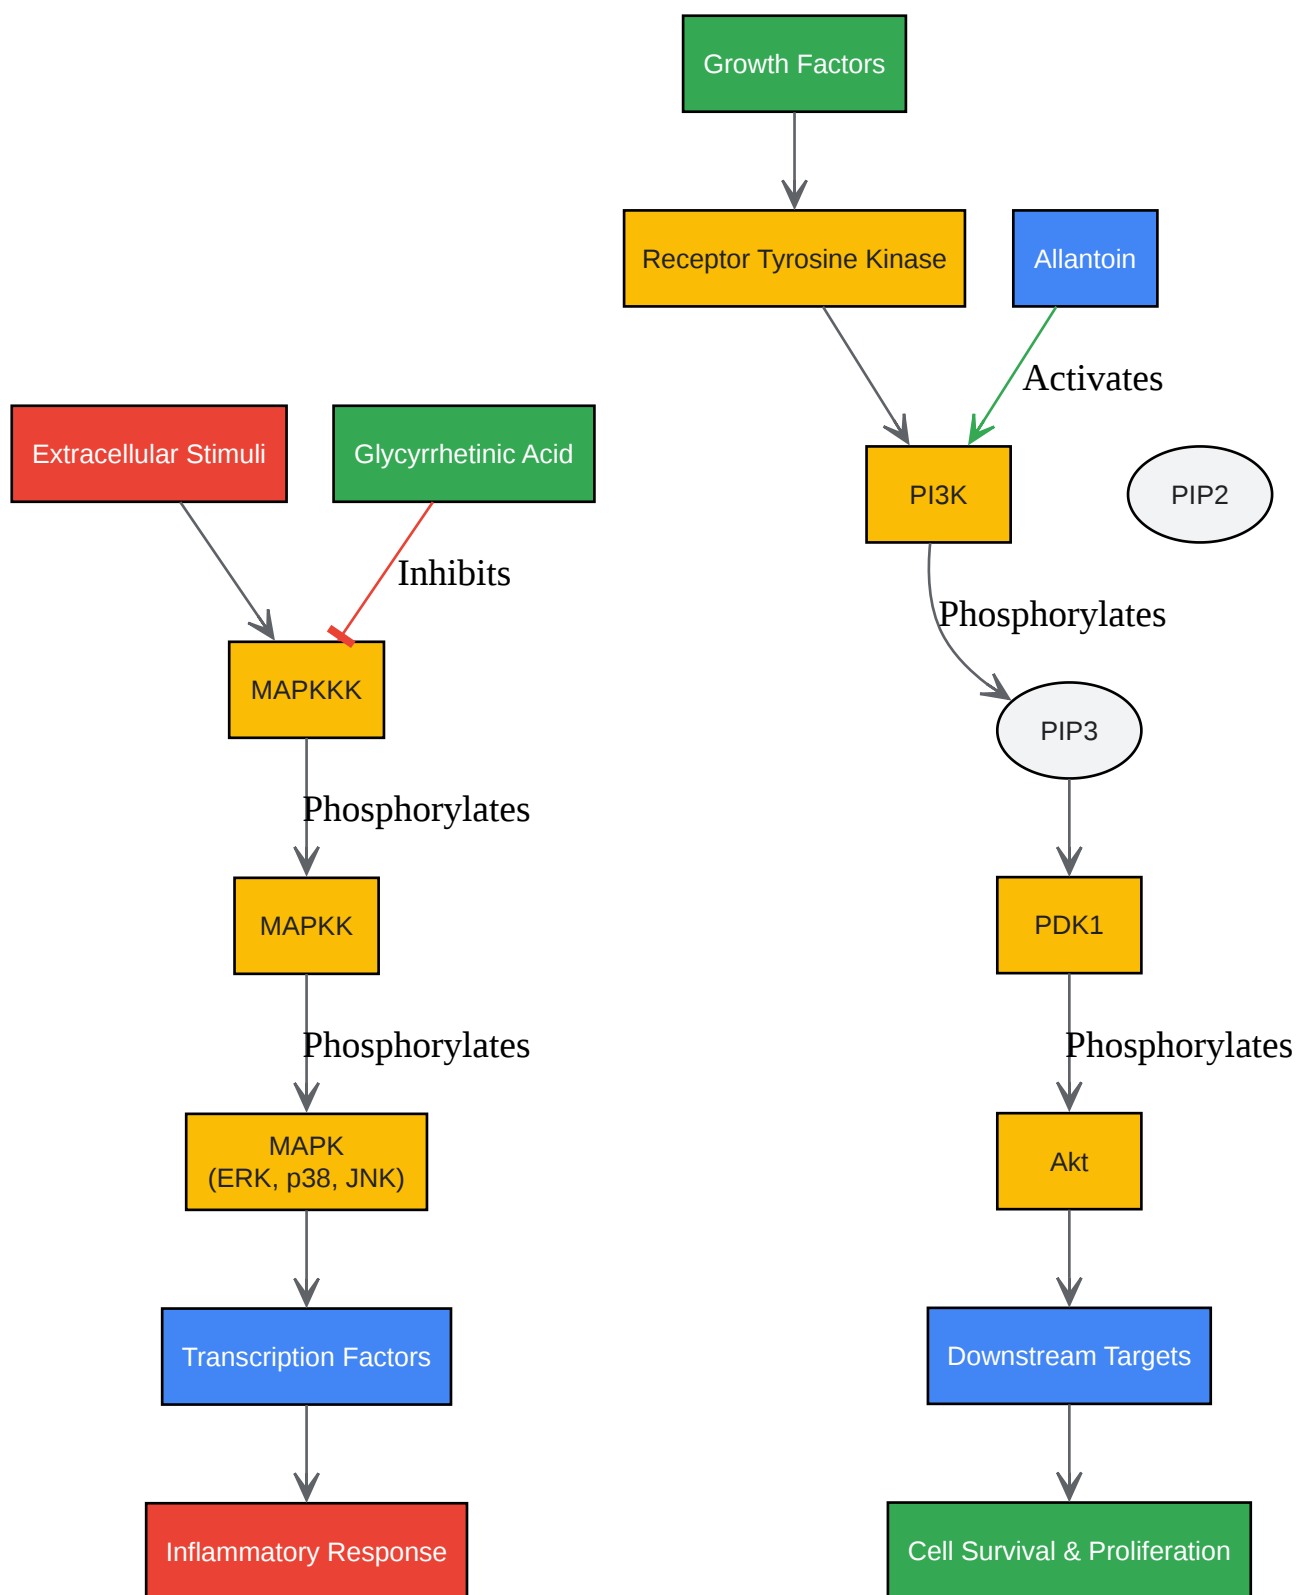 Growth Factors
Receptor Tyrosine Kinase
Allantoin
Activates
Extracellular Stimuli
Glycyrrhetinic Acid
PI3K
PIP2
Inhibits
Phosphorylates
MAPKKK
PIP3
Phosphorylates
MAPKK
PDK1
Phosphorylates
Phosphorylates
MAPK
(ERK, p38, JNK)
Akt
Transcription Factors
Downstream Targets
Inflammatory Response
Cell Survival & Proliferation